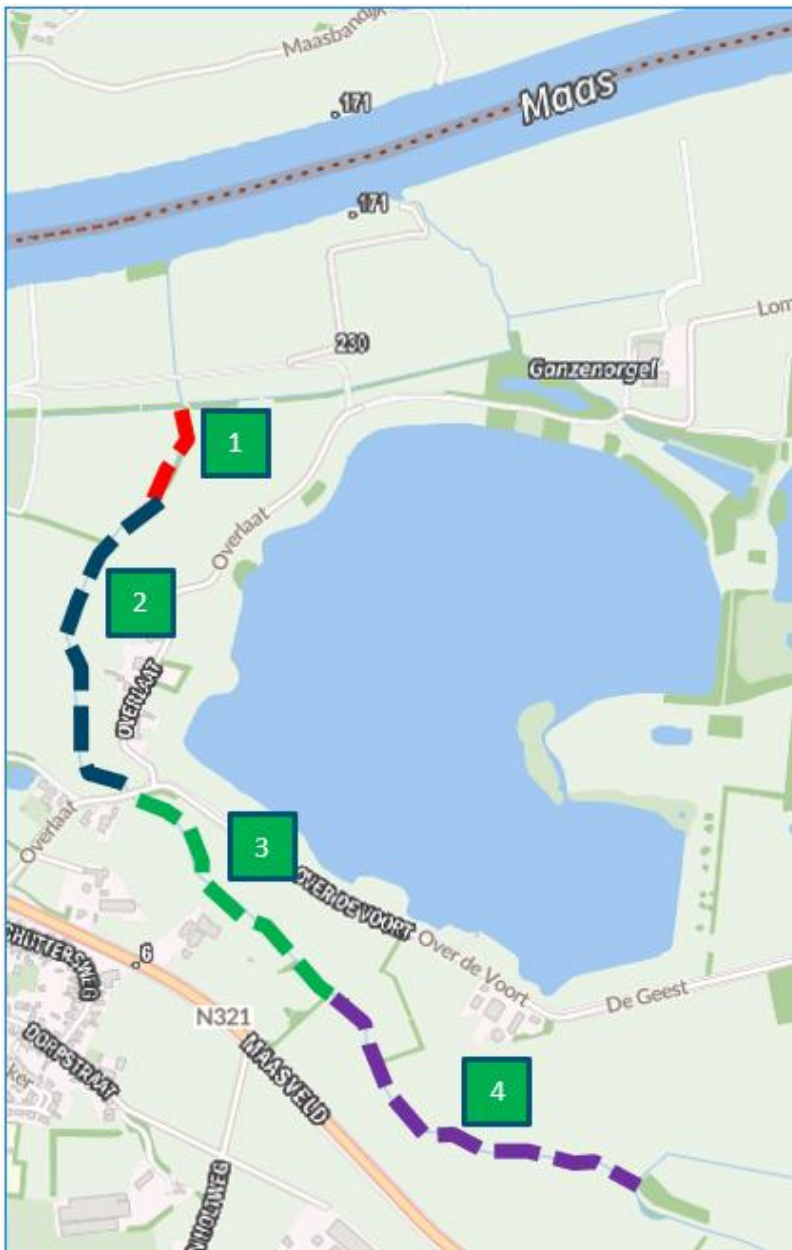 Maasbandijk
171
Maas
171
230
Lom
Ganzenorgel
1
Overlaat
2
OVERLAAT
Overlaat
3
OVER DE VOORT
Over de Voort
De Geest
6
N321
MAASVELD
DORPSTRAAT
ker
4